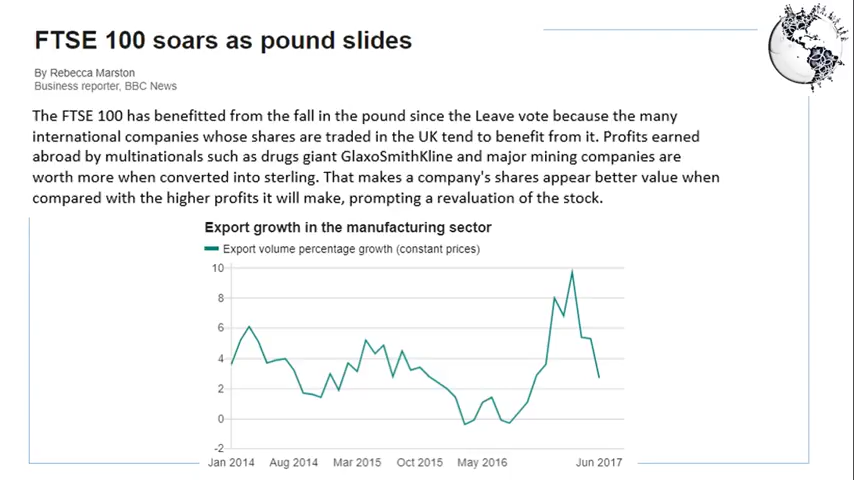 FTSE 100 soars as pound slides
By Rebecca Marston
Business reporter, BBC News
The FTSE 100 has benefitted from the fall in the pound since the Leave vote because the many
international companies whose shares are traded in the UK tend to benefit from it. Profits earned
abroad by multinationals such as drugs giant GlaxoSmithKline and major mining companies are
worth more when converted into sterling. That makes a company's shares appear better value when
compared with the higher profits it will make, prompting a revaluation of the stock.
Export growth in the manufacturing sector
Export volume percentage growth (constant prices)
10
8
6
4
2
0
-2
Jan 2014 Aug 2014 Mar 2015 Oct 2015 May 2016 Jun 2017